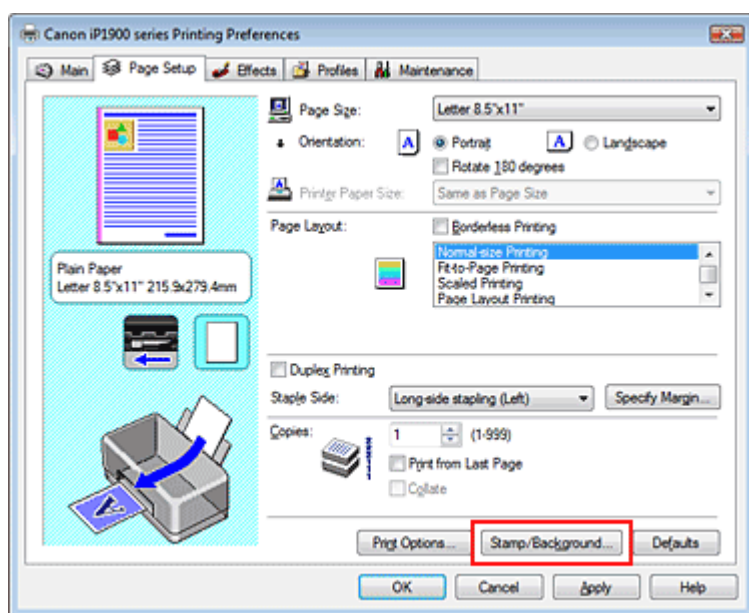 Canon iP1900 series Printing Preferences
Main Page Setup Effects Profiles Maintenance
Page Size: Letter 8.5"x11"
Orientation: A Portrait A Landscape
Rotate 180 degrees
Printer Paper Size: Same as Page Size
Page Layout: Borderless Printing
Normal-size Printing
Fit-to-Page Printing
Scaled Printing
Page Layout Printing
Plain Paper
Letter 8.5"x11" 215.9x279.4mm
Duplex Printing
Staple Side: Long-side stapling (Left) Specify Margin...
Copies: 1 (1-999)
Print from Last Page
Collate
Print Options... Stamp/Background... Defaults
OK Cancel Apply Help